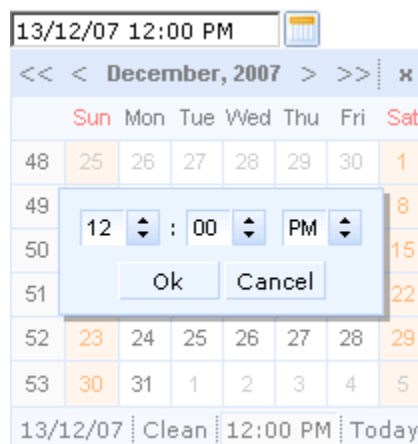 13/12/07 12:00 PM
<< < December, 2007 > >> x
Sun Mon Tue Wed Thu Fri Sat
48 25 26 27 28 29 30 1
49 8
12 : 00 PM
50 15
Ok Cancel
51 22
52 23 24 25 26 27 28 29
53 30 31 1 2 3 4 5
13/12/07 Clean 12:00 PM Today